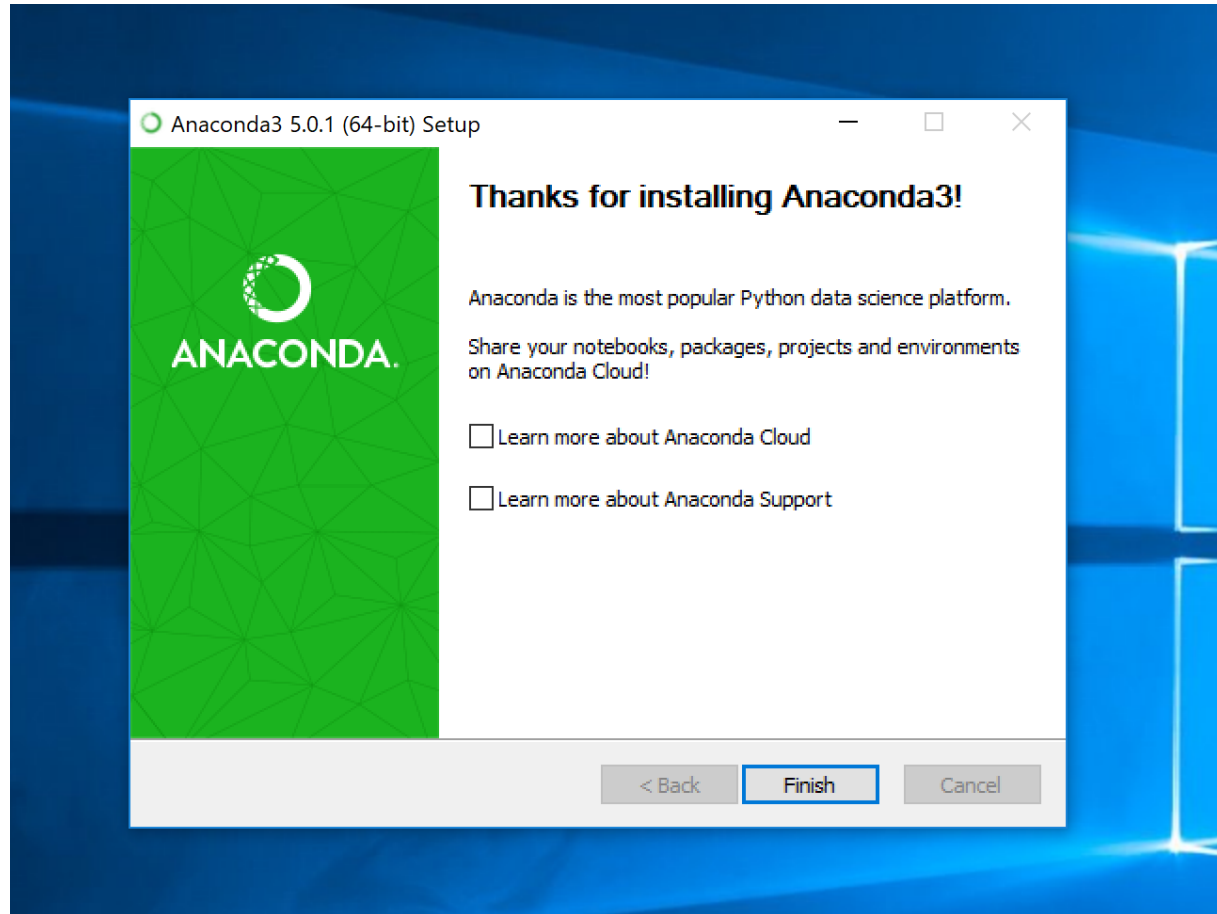 Anaconda3 5.0.1 (64-bit) Setup
ANACONDA.
Thanks for installing Anaconda3!
Anaconda is the most popular Python data science platform.
Share your notebooks, packages, projects and environments
on Anaconda Cloud!
Learn more about Anaconda Cloud
Learn more about Anaconda Support
< Back
Finish
Cancel